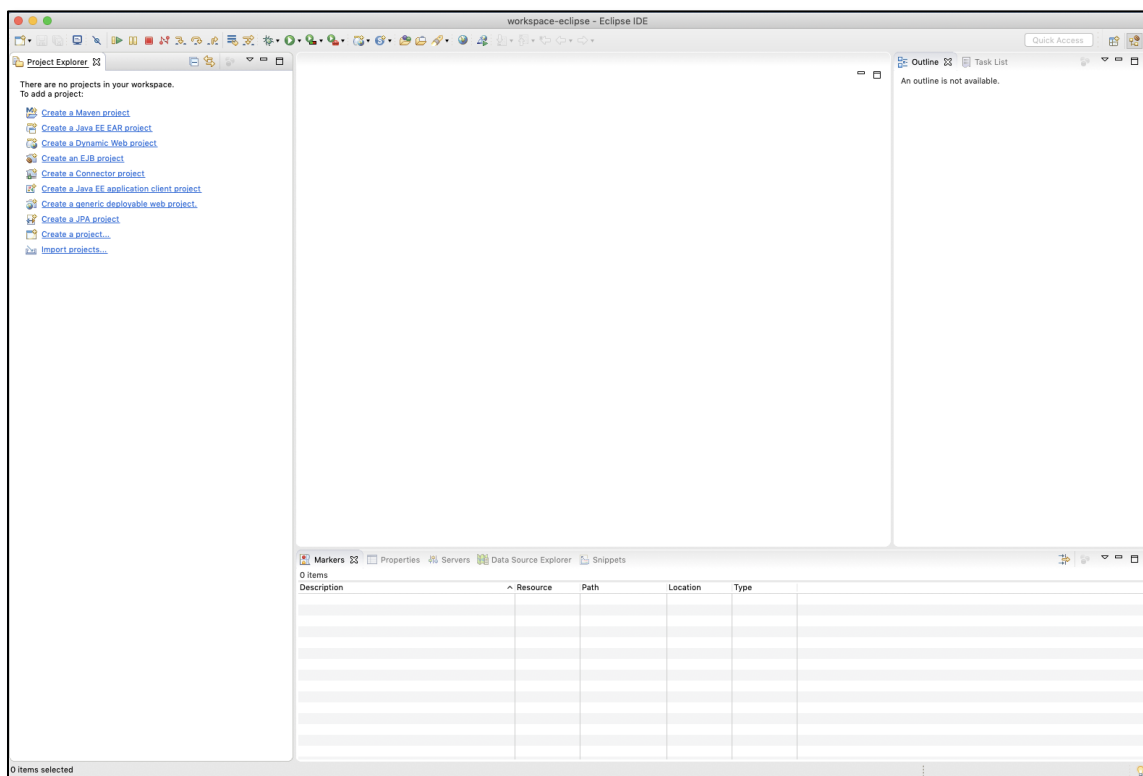 workspace-eclipse - Eclipse IDE
Quick Access
Project Explorer
There are no projects in your workspace.
To add a project:
Create a Maven project
Create a Java EE EAR project
Create a Dynamic Web project
Create an EJB project
Create a Connector project
Create a Java EE application client project
Create a generic deployable web project.
Create a JPA project
Create a project...
Import projects...
Outline Task List
An outline is not available.
Markers Properties Servers Data Source Explorer Snippets
0 items
Description Resource Path Location Type
0 items selected